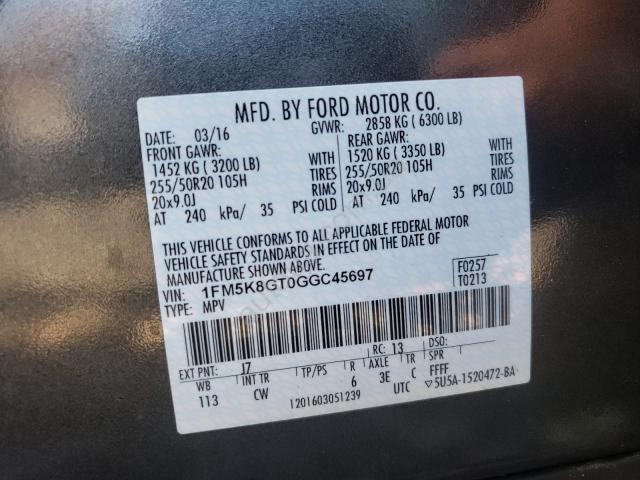 MFD. BY FORD MOTOR CO.
DATE: 03/16 GVWR: 2858 KG ( 6300 LB)
FRONT GAWR: REAR GAWR:
1452 KG ( 3200 LB) WITH 1520 KG ( 3350 LB) WITH
255/50R20 105H TIRES 255/50R20 105H TIRES
20x9.0J RIMS 20x9.0J RIMS
AT 240 kPa/ 35 PSI COLD AT 240 kPa/ 35 PSI COLD
THIS VEHICLE CONFORMS TO ALL APPLICABLE FEDERAL MOTOR
VEHICLE SAFETY STANDARDS IN EFFECT ON THE DATE OF
MANUFACTURE SHOWN ABOVE.
VIN: 1FM5K8GT0GGC45697 F0257
TYPE: MPV T0213
EXT PNT: J7 RC: 13 DSO:
WB INT TR TP/PS R AXLE TR SPR
113 CW 6 3E C FFFF
1201603051239 UTC ▽5U5A-1520472-BA